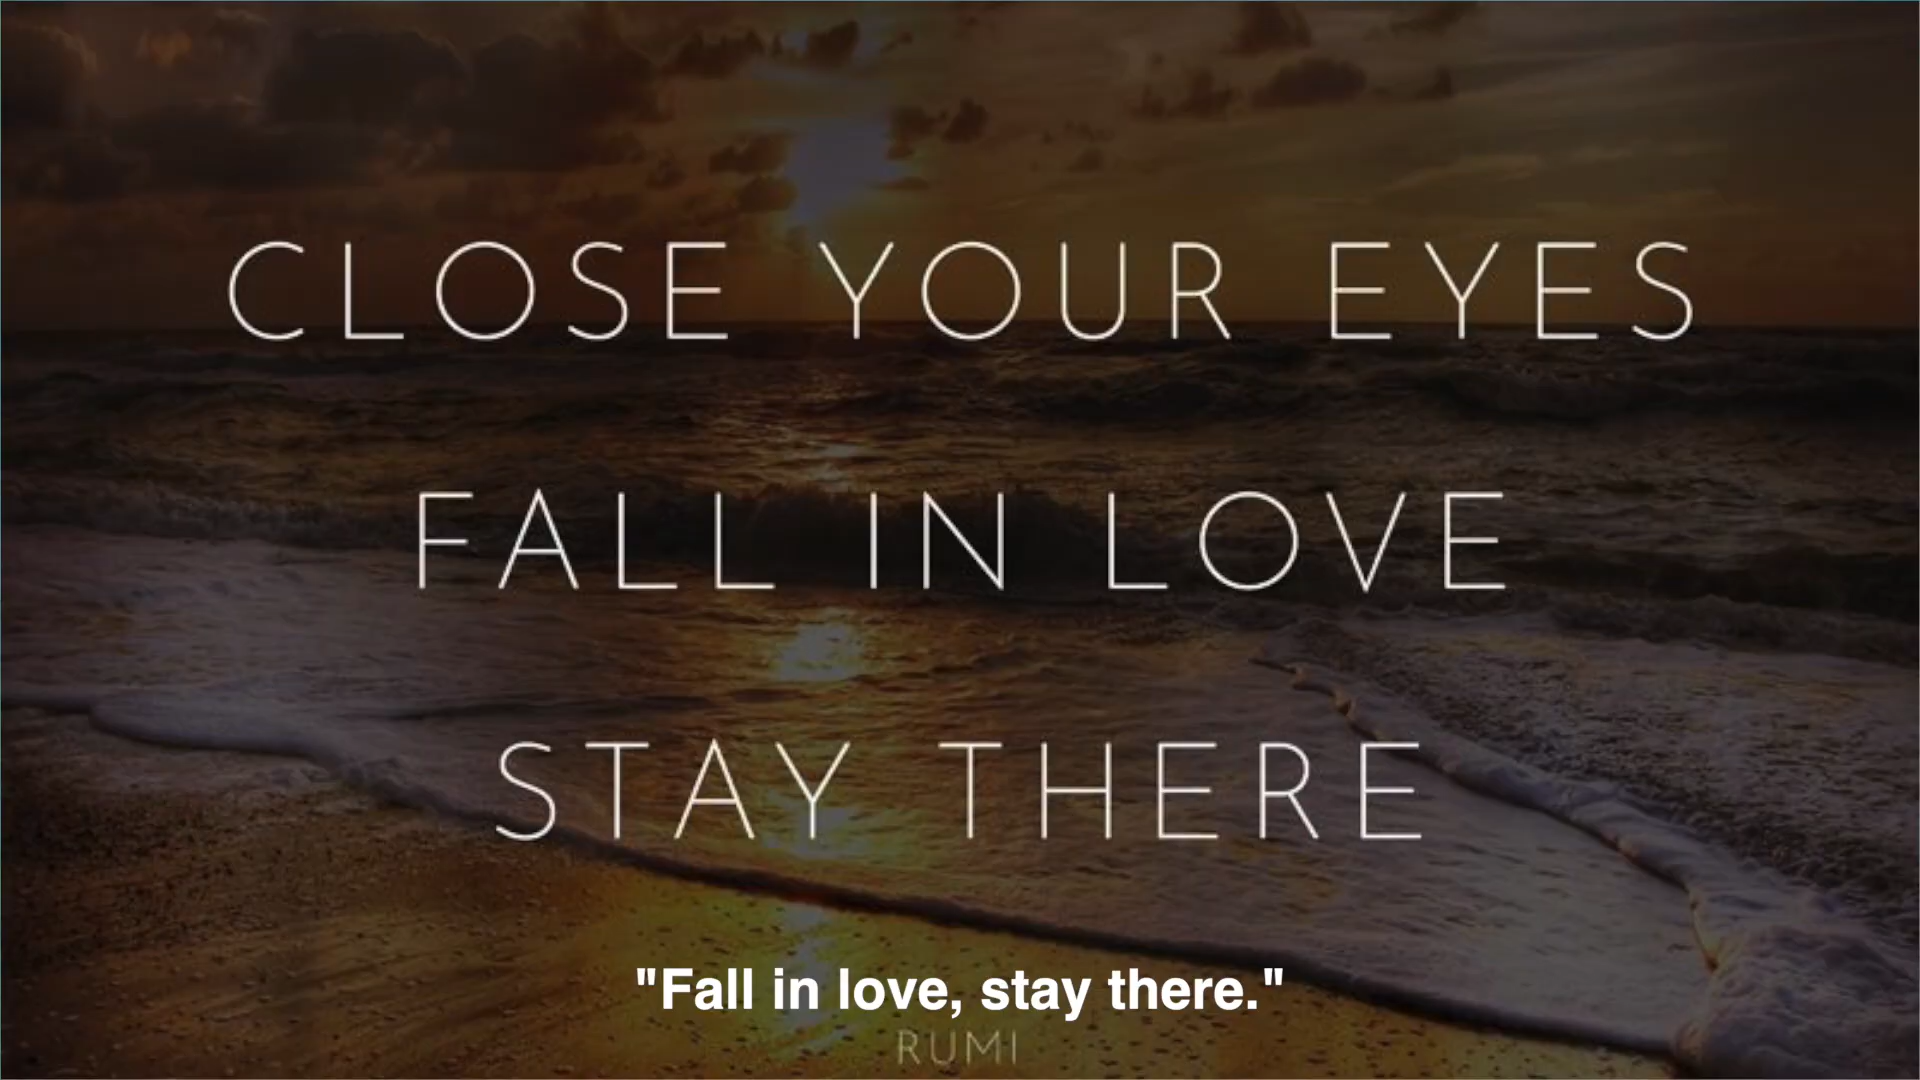 CLOSE YOUR EYES
FALL IN LOVE
STAY THERE
"Fall in love, stay there."
RUMI